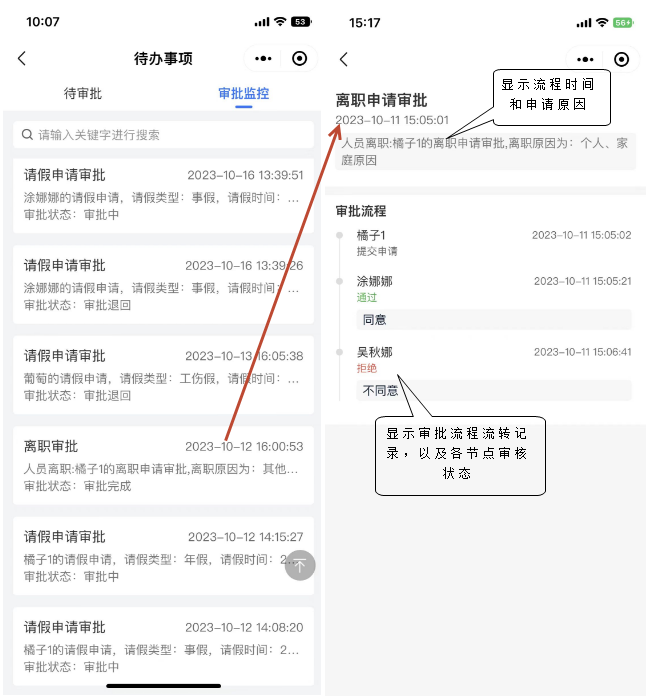 10:07
53
待办事项
待审批
审批监控
请输入关键字进行搜索
请假申请审批
2023-10-16 13:39:51
涂娜娜的请假申请，请假类型：事假，请假时间：...
审批状态：审批中
请假申请审批
2023-10-16 13:39:26
涂娜娜的请假申请，请假类型：事假，请假时间：...
审批状态：审批退回
请假申请审批
2023-10-13 16:05:38
葡萄的请假申请，请假类型：工伤假，请假时间：...
审批状态：审批退回
离职审批
2023-10-12 16:00:53
人员离职:橘子1的离职申请审批,离职原因为：其他...
审批状态：审批完成
请假申请审批
2023-10-12 14:15:27
橘子1的请假申请，请假类型：年假，请假时间：2...
审批状态：审批中
请假申请审批
2023-10-12 14:08:20
橘子1的请假申请，请假类型：事假，请假时间：2...
审批状态：审批中
15:17
56+
显示流程时间
和申请原因
离职申请审批
2023-10-11 15:05:01
人员离职:橘子1的离职申请审批,离职原因为：个人、家
庭原因
审批流程
橘子1
2023-10-11 15:05:02
提交申请
涂娜娜
2023-10-11 15:05:21
通过
同意
吴秋娜
2023-10-11 15:06:41
拒绝
不同意
显示审批流程流转记
录，以及各节点审核
状态